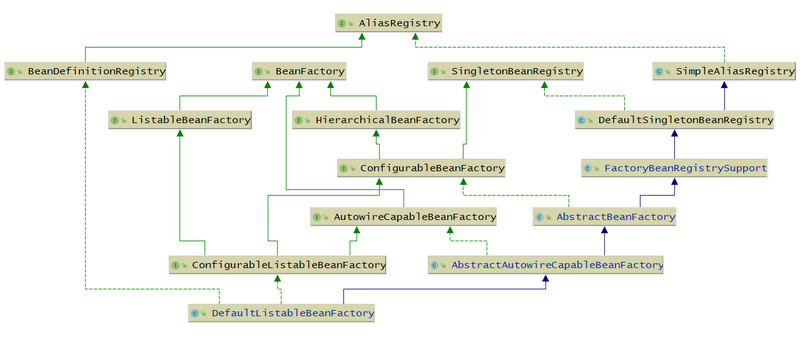 AliasRegistry
BeanDefinitionRegistry
BeanFactory
SingletonBeanRegistry
SimpleAliasRegistry
ListableBeanFactory
HierarchicalBeanFactory
DefaultSingletonBeanRegistry
ConfigurableBeanFactory
FactoryBeanRegistrySupport
AutowireCapableBeanFactory
AbstractBeanFactory
ConfigurableListableBeanFactory
AbstractAutowireCapableBeanFactory
DefaultListableBeanFactory